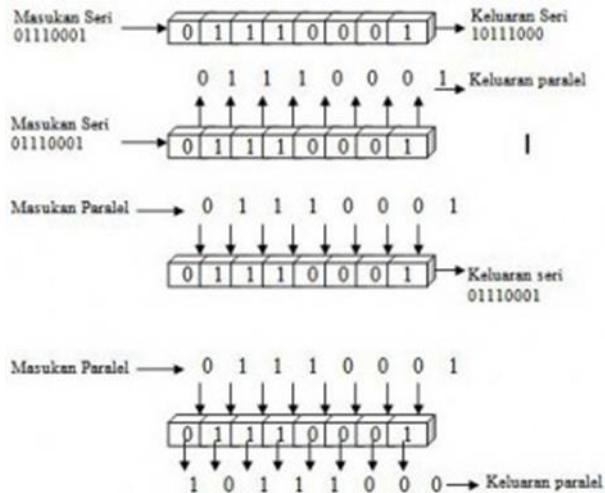 Masukan Seri
01110001
0 1 1 1 0 0 0 1
Keluaran Seri
10111000
0 1 1 1 0 0 0 1
Keluaran paralel
Masukan Seri
01110001
0 1 1 1 0 0 0 1
Masukan Paralel
0 1 1 1 0 0 0 1
0 1 1 1 0 0 0 1
Keluaran seri
01110001
Masukan Paralel
0 1 1 1 0 0 0 1
0 1 1 1 0 0 0 1
1 0 1 1 1 0 0 0
Keluaran paralel